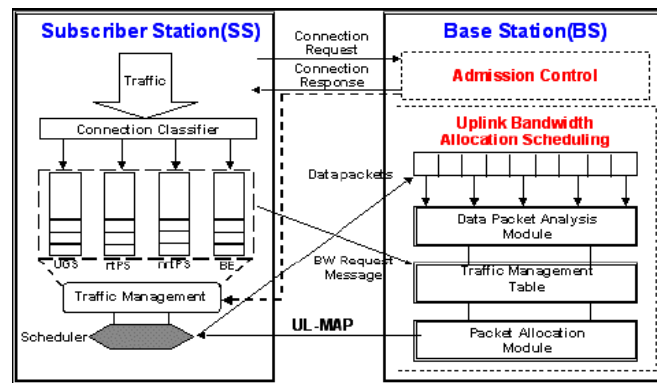 Subscriber Station(SS)
Traffic
Connection Classifier
UGS rtPS nrtPS BE
Traffic Management
Scheduler
Connection
Request
Connection
Response
Datapackets
BW Request
Message
UL-MAP
Base Station(BS)
Admission Control
Uplink Bandwidth
Allocation Scheduling
Data Packet Analysis
Module
Traffic Management
Table
Packet Allocation
Module